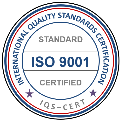 INTERNATIONAL QUALITY STANDARDS CERTIFICATION
STANDARD
ISO 9001
CERTIFIED
IQS-CERT